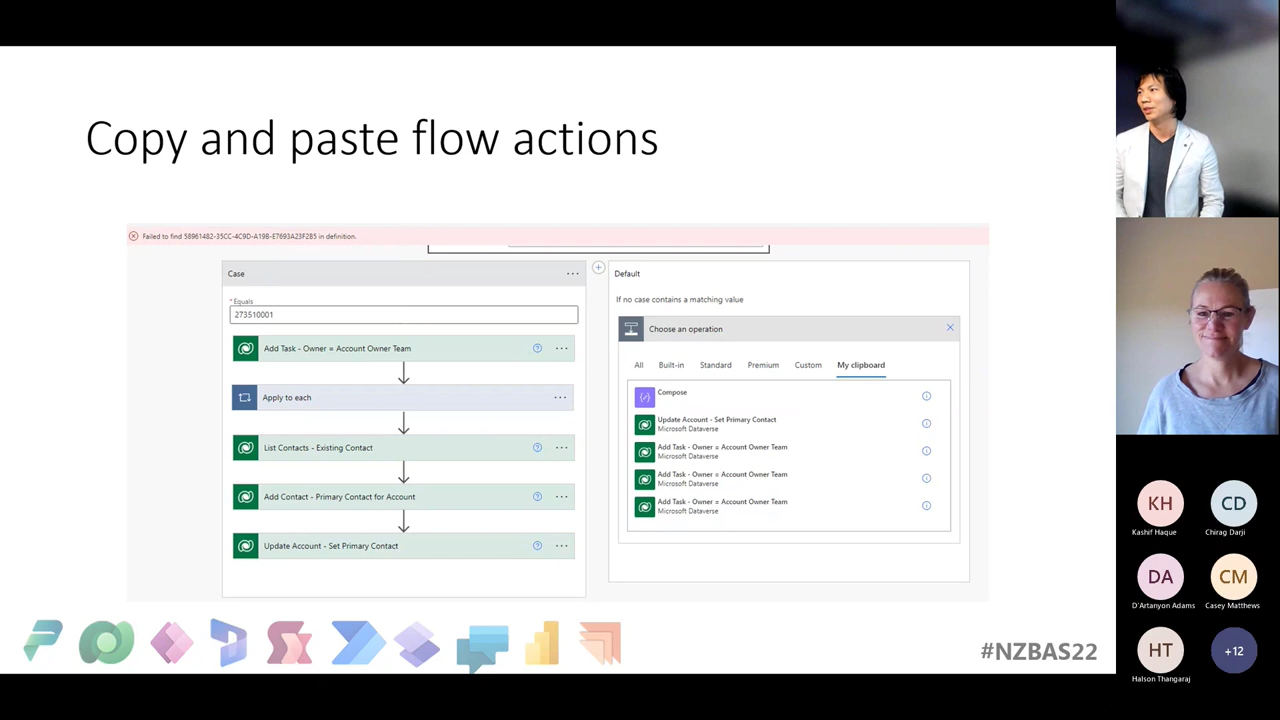 Copy and paste flow actions
Failed to find 58961482-35CC-4C9D-A19B-E7693A23F2B5 in definition.
Case
* Equals
273510001
Add Task - Owner = Account Owner Team
Apply to each
List Contacts - Existing Contact
Add Contact - Primary Contact for Account
Update Account - Set Primary Contact
Default
If no case contains a matching value
Choose an operation
All Built-in Standard Premium Custom My clipboard
Compose
Update Account - Set Primary Contact
Microsoft Dataverse
Add Task - Owner = Account Owner Team
Microsoft Dataverse
Add Task - Owner = Account Owner Team
Microsoft Dataverse
Add Task - Owner = Account Owner Team
Microsoft Dataverse
#NZBAS22
KH CD
Kashif Haque Chirag Darji
DA CM
D'Artanyon Adams Casey Matthews
HT +12
Halson Thangaraj